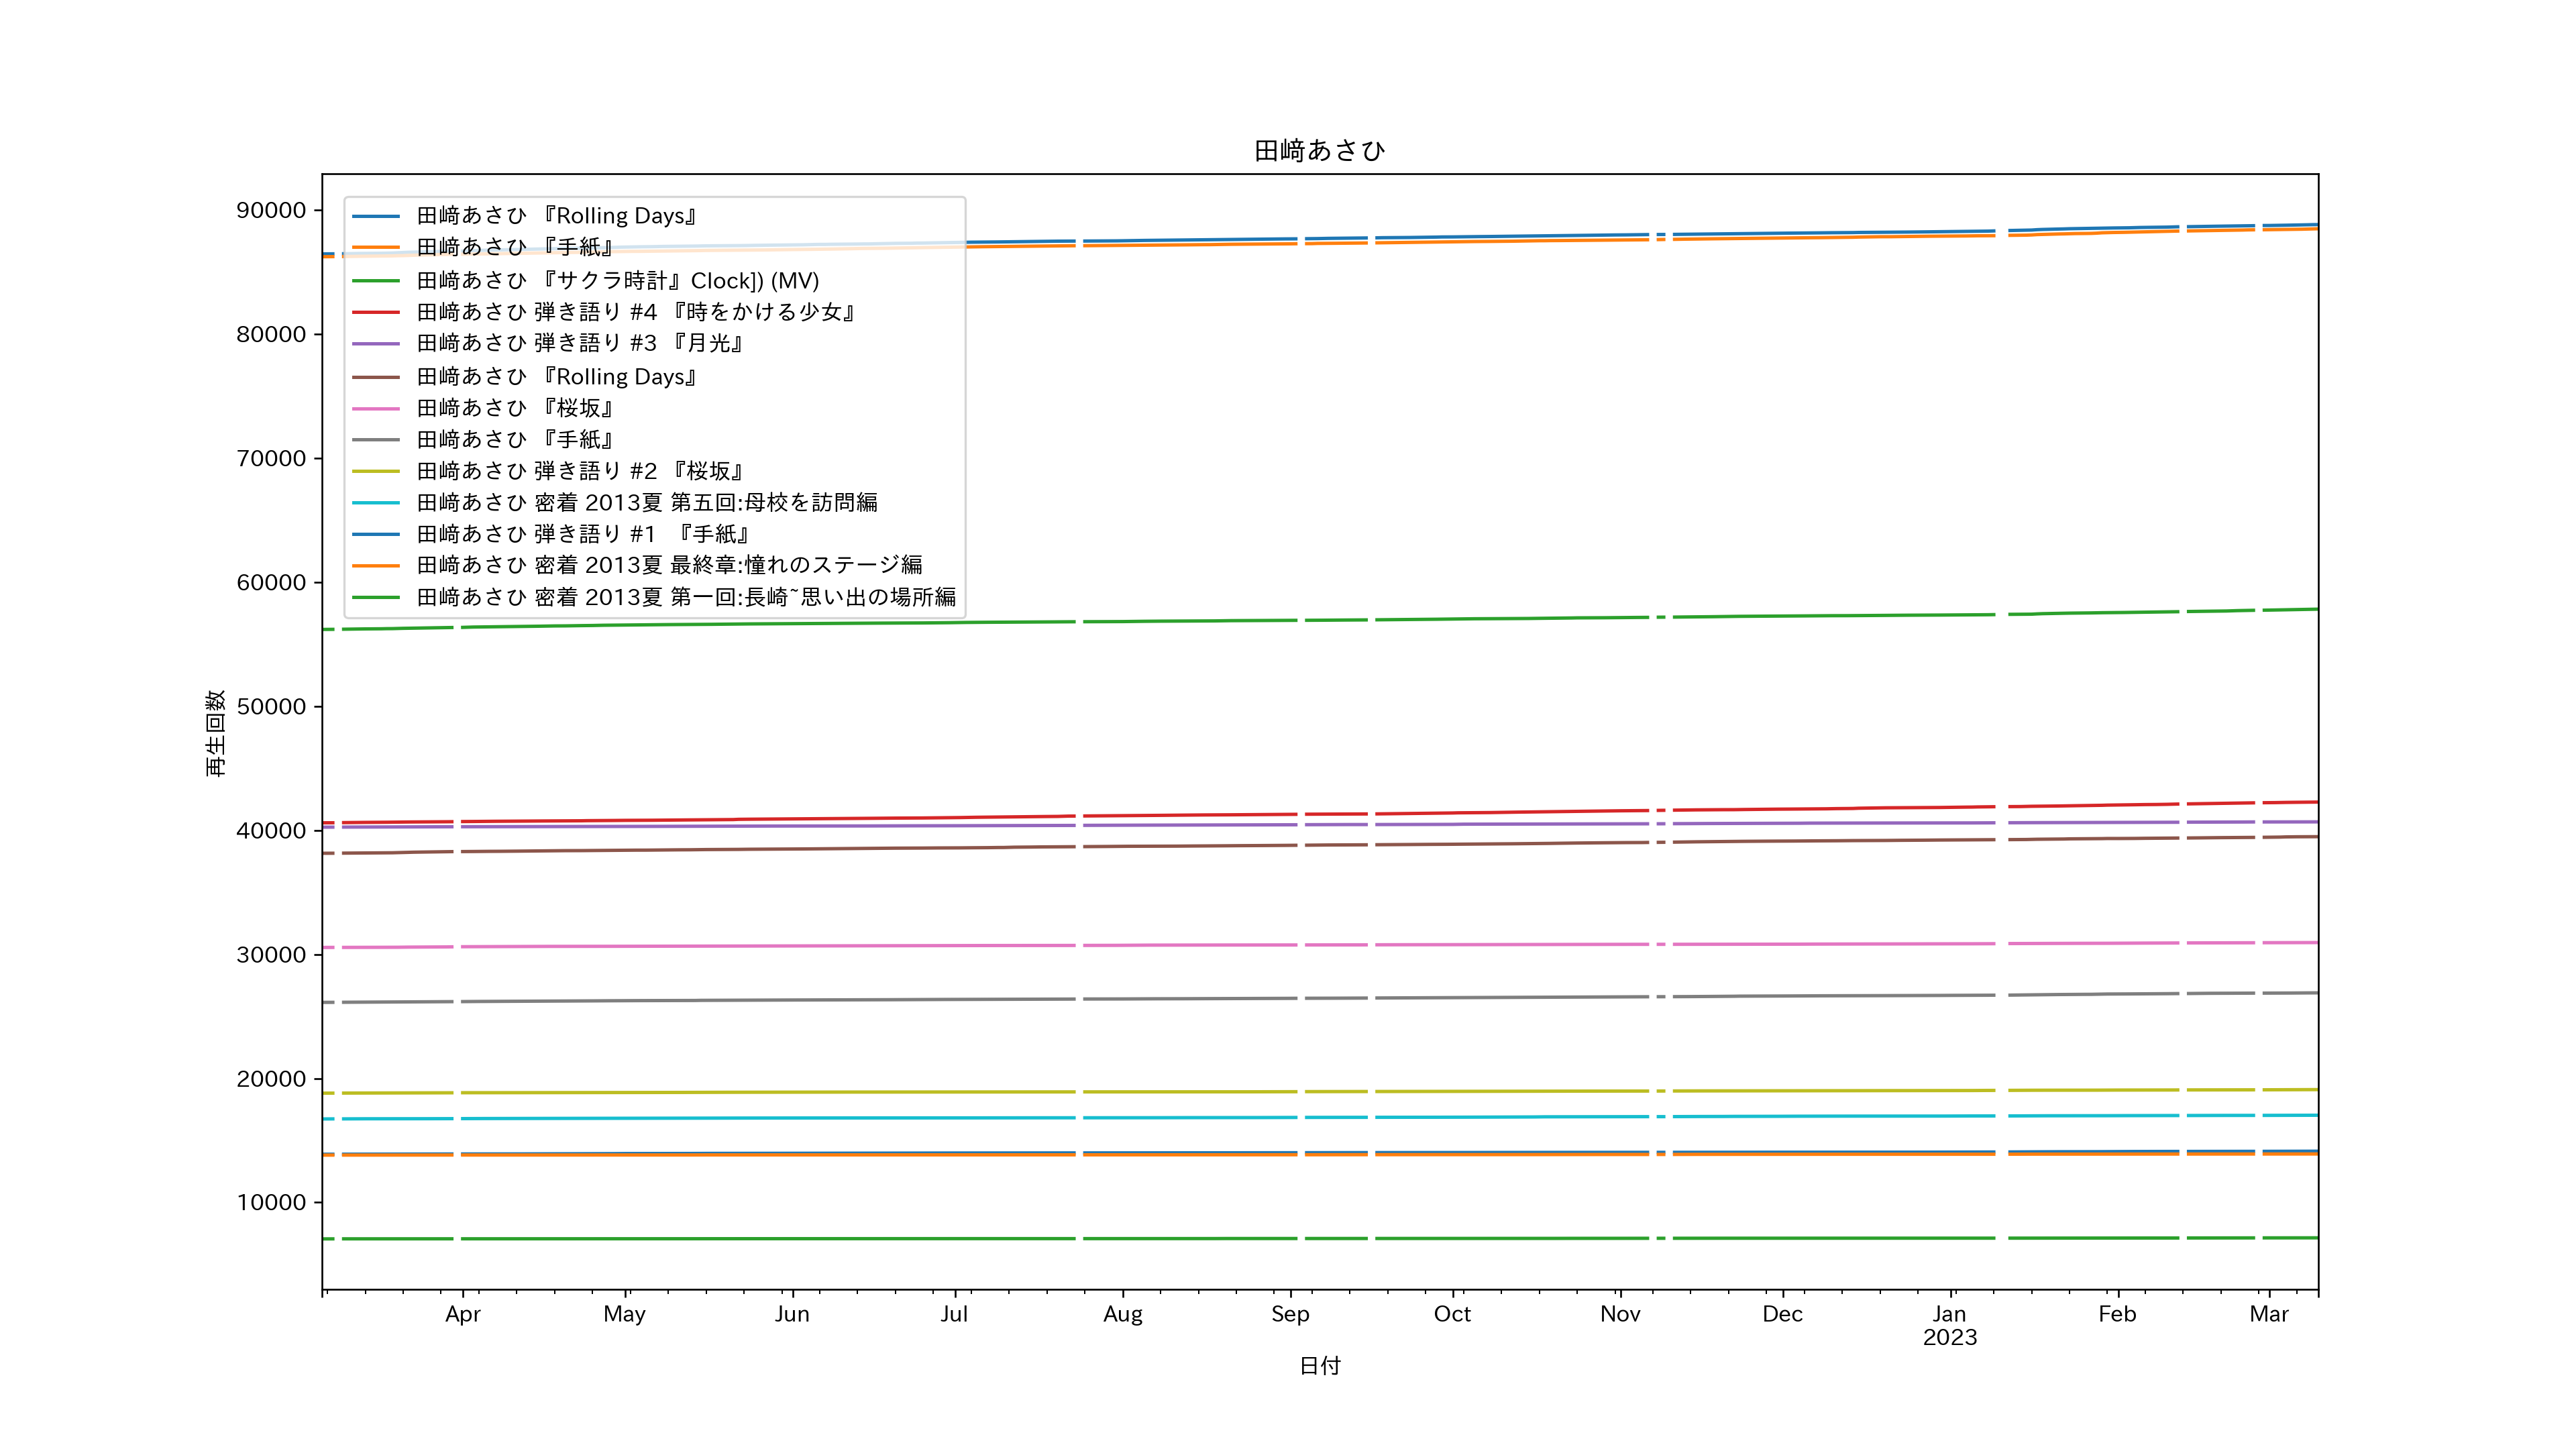 田﨑あさひ
90000
80000
70000
60000
50000
40000
30000
20000
10000
再生回数
田﨑あさひ 『Rolling Days』
田﨑あさひ 『手紙』
田﨑あさひ 『サクラ時計』Clock]) (MV)
田﨑あさひ 弾き語り #4 『時をかける少女』
田﨑あさひ 弾き語り #3 『月光』
田﨑あさひ 『Rolling Days』
田﨑あさひ 『桜坂』
田﨑あさひ 『手紙』
田﨑あさひ 弾き語り #2 『桜坂』
田﨑あさひ 密着 2013夏 第五回:母校を訪問編
田﨑あさひ 弾き語り #1 『手紙』
田﨑あさひ 密着 2013夏 最終章:憧れのステージ編
田﨑あさひ 密着 2013夏 第一回:長崎~思い出の場所編
Apr May Jun Jul Aug Sep Oct Nov Dec Jan Feb Mar
2023
日付